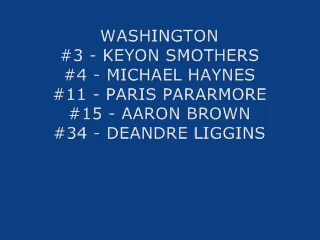 WASHINGTON
#3 - KEYON SMOTHERS
#4 - MICHAEL HAYNES
#11 - PARIS PARARMORE
#15 - AARON BROWN
#34 - DEANDRE LIGGINS